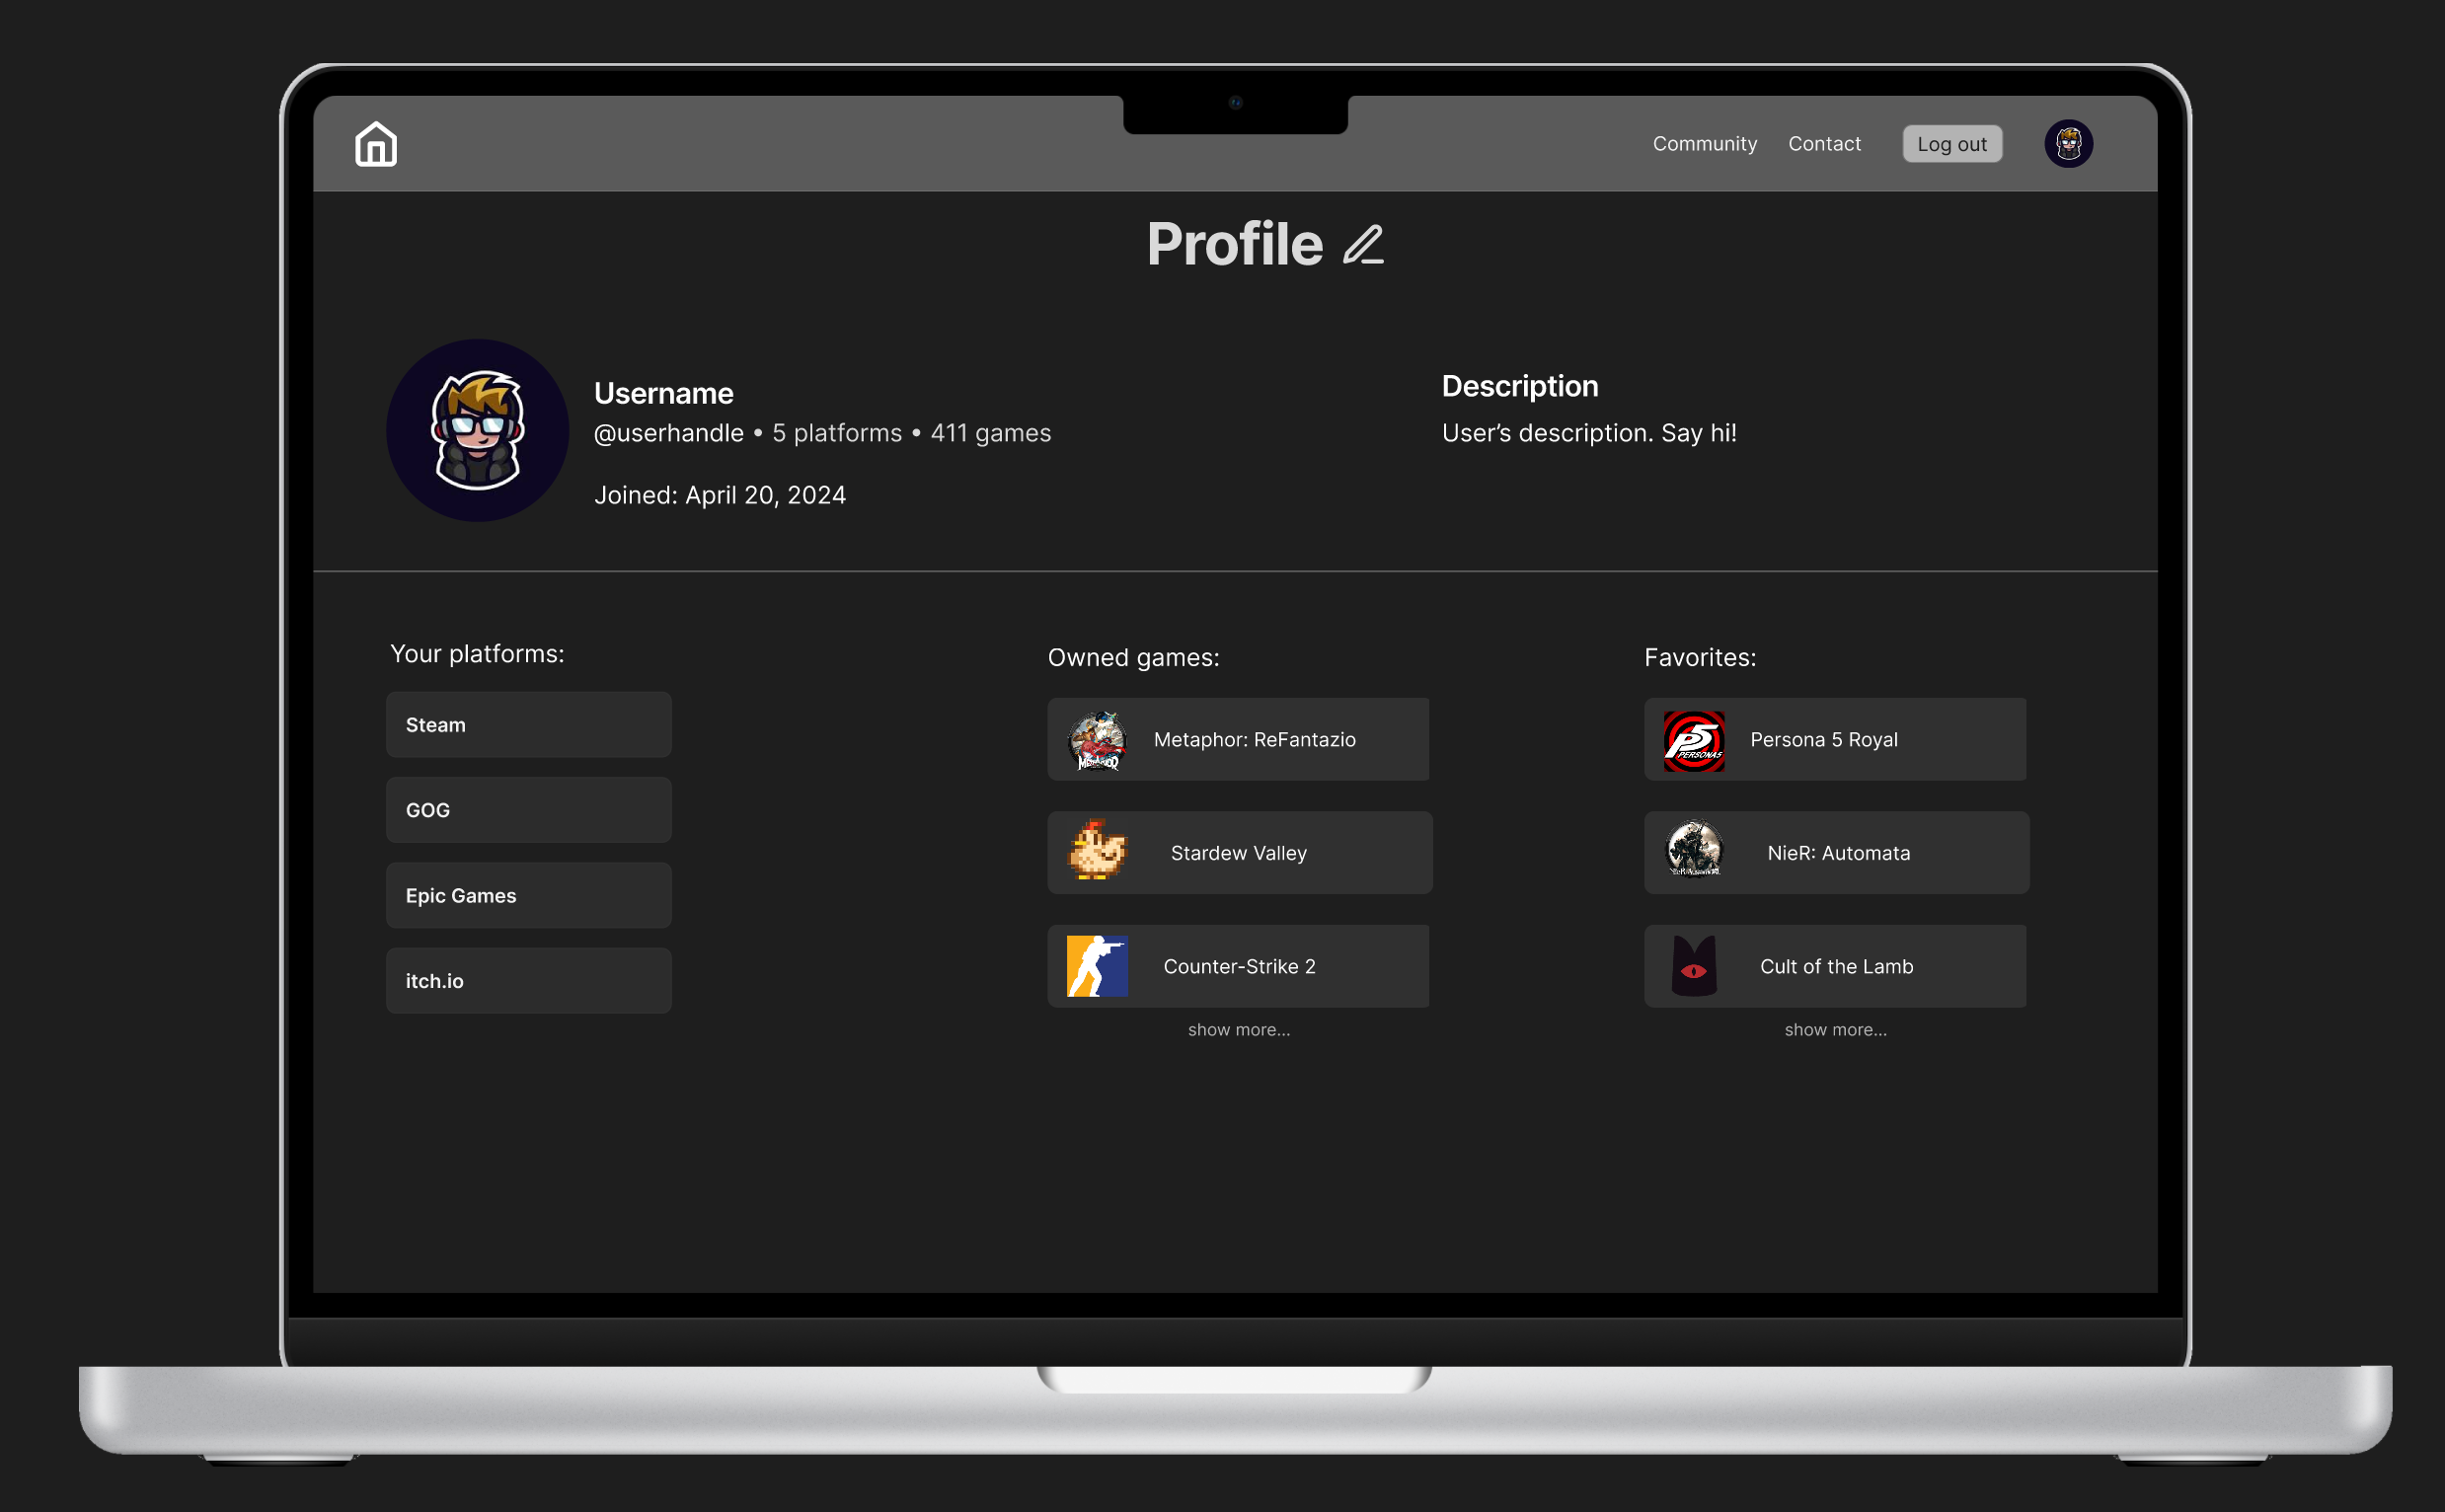 Community Contact Log out
Profile
Username
@userhandle • 5 platforms • 411 games
Joined: April 20, 2024
Description
User’s description. Say hi!
Your platforms:
Steam
GOG
Epic Games
itch.io
Owned games:
Metaphor: ReFantazio
Stardew Valley
Counter-Strike 2
show more...
Favorites:
P5
PERSONA5
Persona 5 Royal
NieR: Automata
Cult of the Lamb
show more...